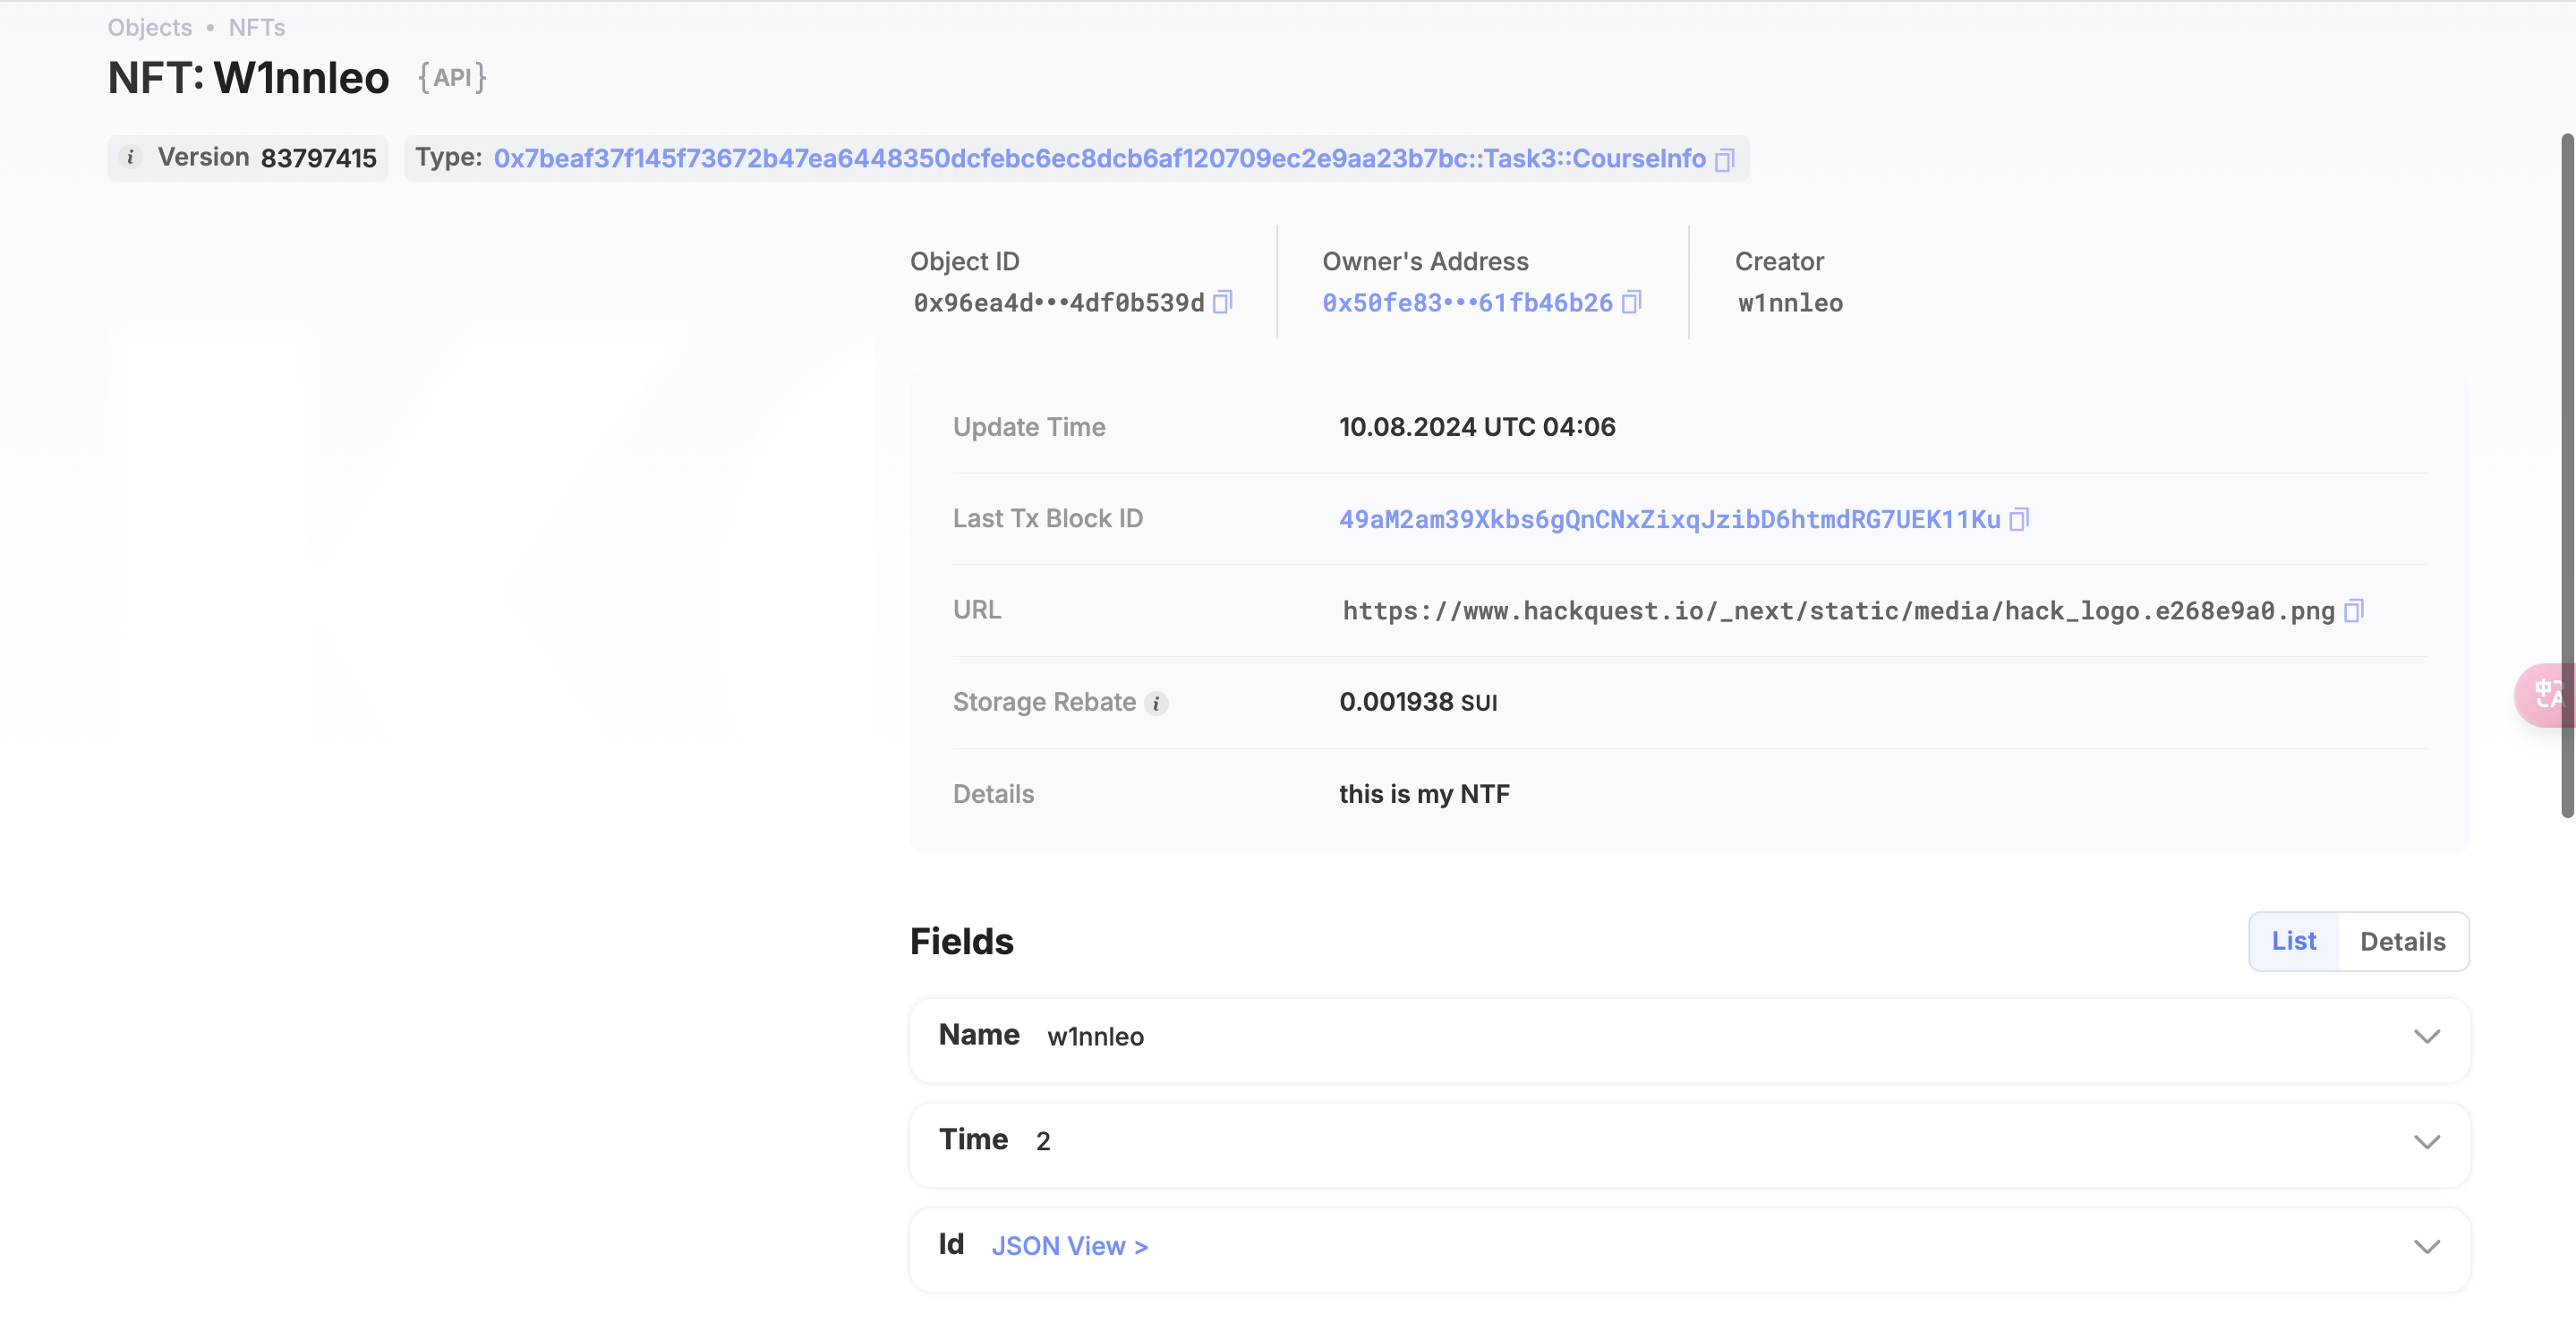 Objects • NFTs
NFT: W1nnleo {API}
i Version 83797415 Type: 0x7beaf37f145f73672b47ea6448350dcfebc6ec8dcb6af120709ec2e9aa23b7bc::Task3::CourseInfo
Object ID
0x96ea4d•••4df0b539d
Owner's Address
0x50fe83•••61fb46b26
Creator
w1nnleo
Update Time 10.08.2024 UTC 04:06
Last Tx Block ID 49aM2am39Xkbs6gQnCNxZixqJzibD6htmdRG7UEK11Ku
URL https://www.hackquest.io/_next/static/media/hack_logo.e268e9a0.png
Storage Rebate i 0.001938 SUI
Details this is my NTF
Fields
List Details
Name w1nnleo
Time 2
Id JSON View >
中A